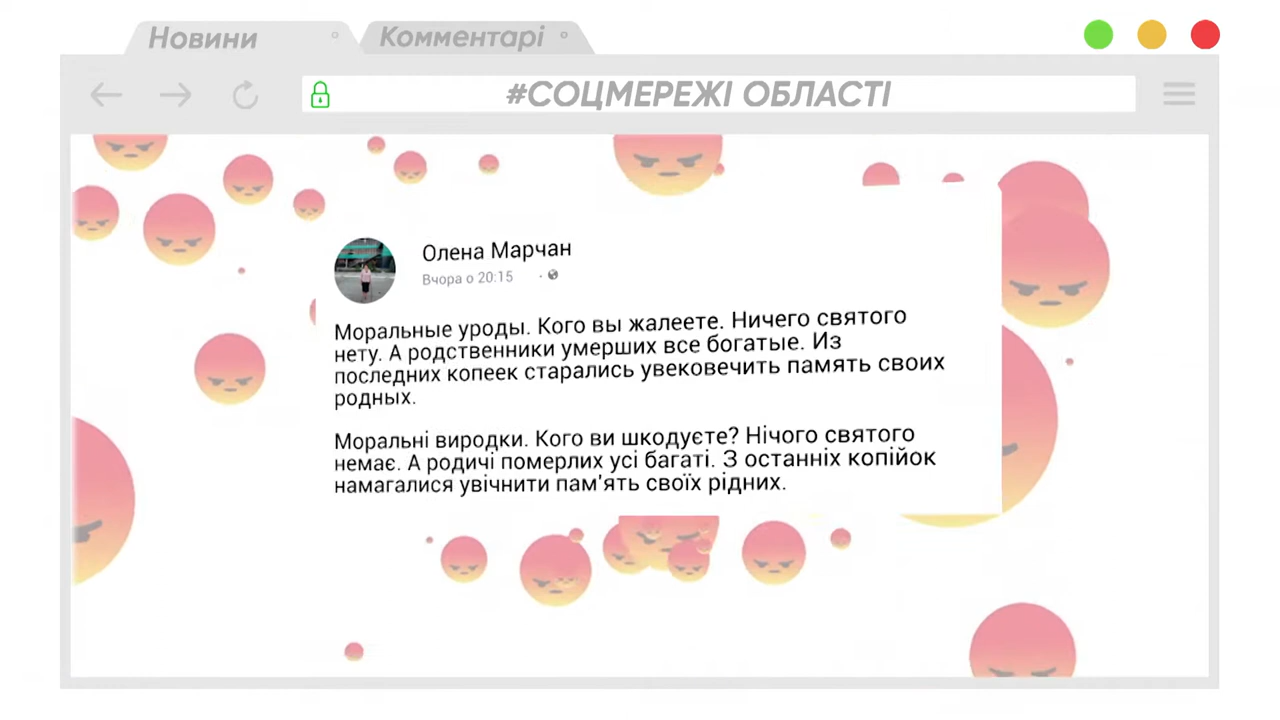 Новини
Комментарі
#СОЦМЕРЕЖІ ОБЛАСТІ
Олена Марчан
Вчора о 20:15
Моральные уроды. Кого вы жалеете. Ничего святого
нету. А родственники умерших все богатые. Из
последних копеек старались увековечить память своих
родных.
Моральні виродки. Кого ви шкодуєте? Нічого святого
немає. А родичі померлих усі багаті. З останніх копійок
намагалися увічнити пам'ять своїх рідних.